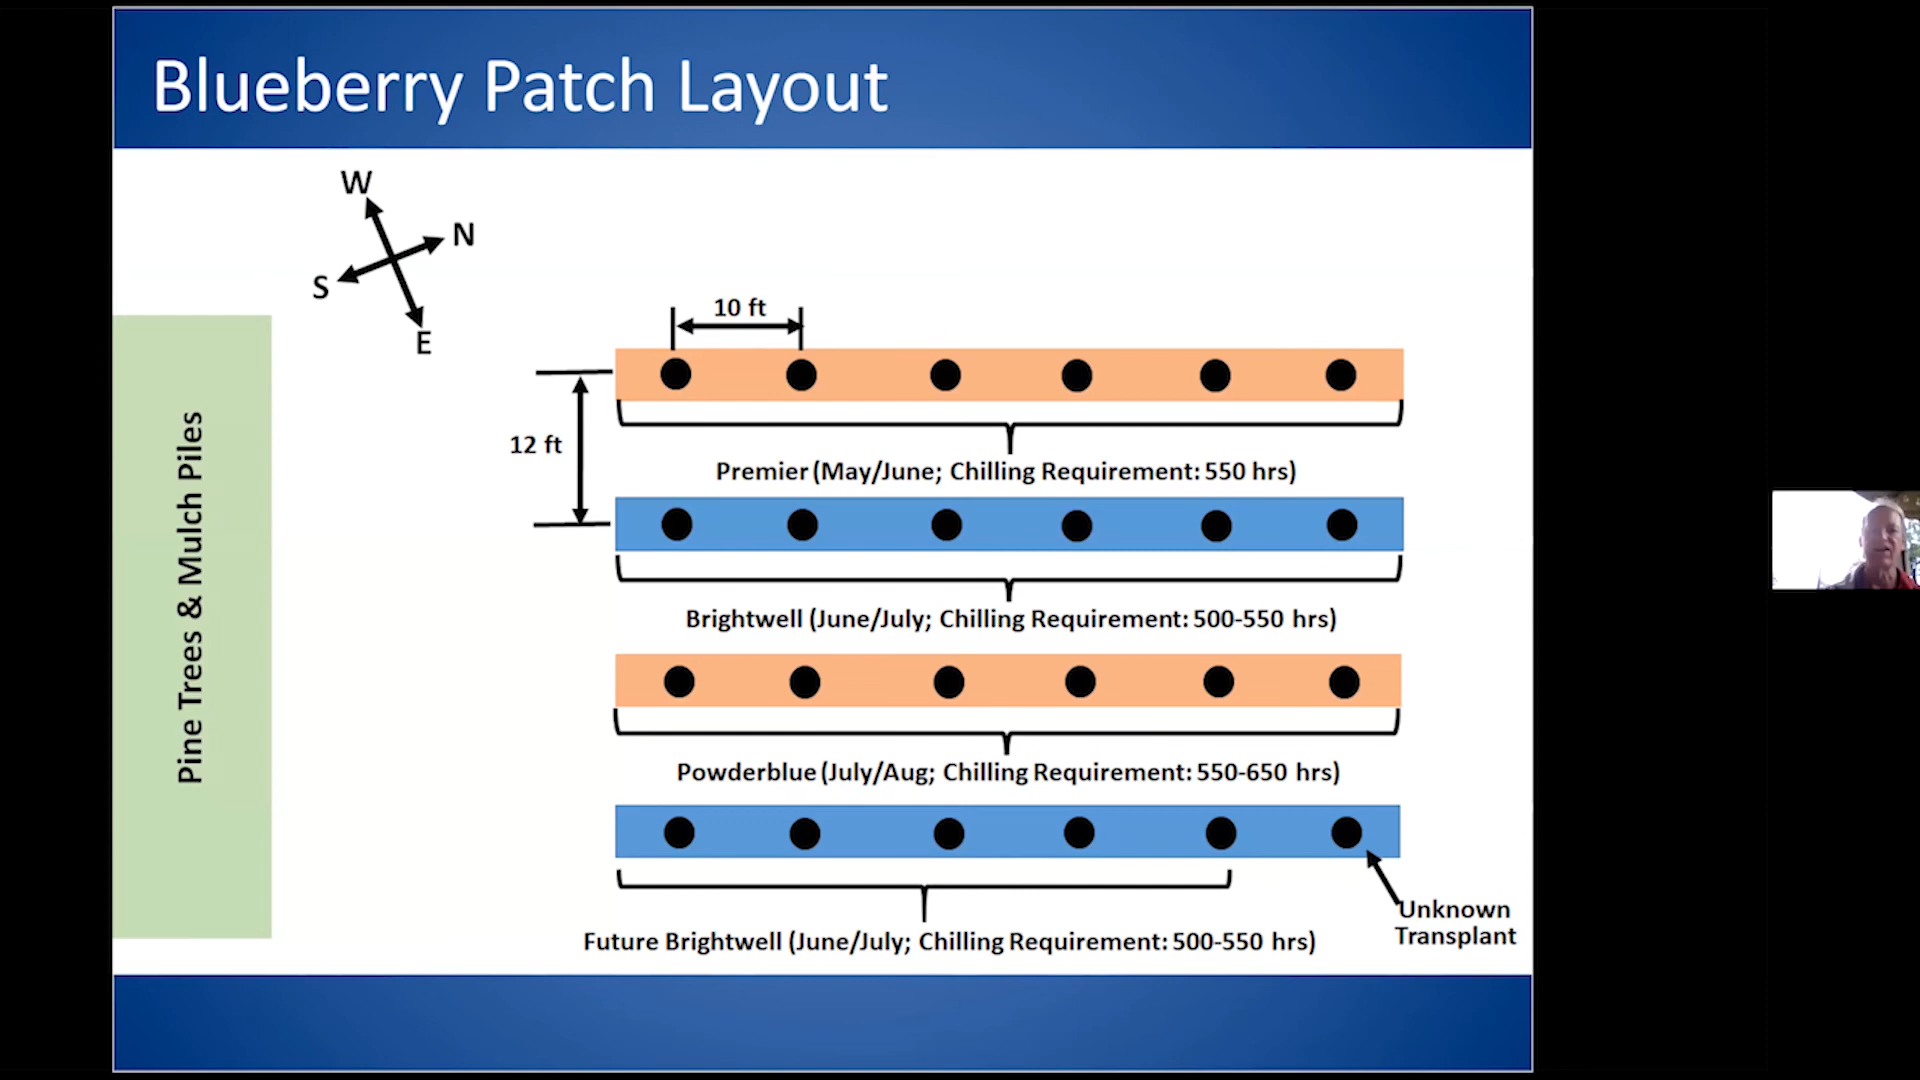 Blueberry Patch Layout
W
N
S
E
10 ft
12 ft
Pine Trees & Mulch Piles
Premier (May/June; Chilling Requirement: 550 hrs)
Brightwell (June/July; Chilling Requirement: 500-550 hrs)
Powderblue (July/Aug; Chilling Requirement: 550-650 hrs)
Unknown
Transplant
Future Brightwell (June/July; Chilling Requirement: 500-550 hrs)